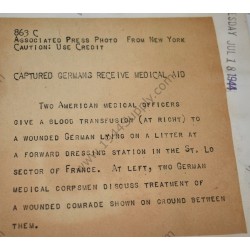 863 C
ASSOCIATED PRESS PHOTO FROM NEW YORK
CAUTION: USE CREDIT
CAPTURED GERMANS RECEIVE MEDICAL AID
TWO AMERICAN MEDICAL OFFICERS
GIVE A BLOOD TRANSFUSION (AT RIGHT) TO
A WOUNDED GERMAN LYING ON A LITTER AT
A FORWARD DRESSING STATION IN THE ST. LO
SECTOR OF FRANCE. AT LEFT, TWO GERMAN
MEDICAL CORPSMEN DISCUSS TREATMENT OF
A WOUNDED COMRADE SHOWN ON GROUND BETWEEN
THEM.
TUESDAY JUL 18 1944